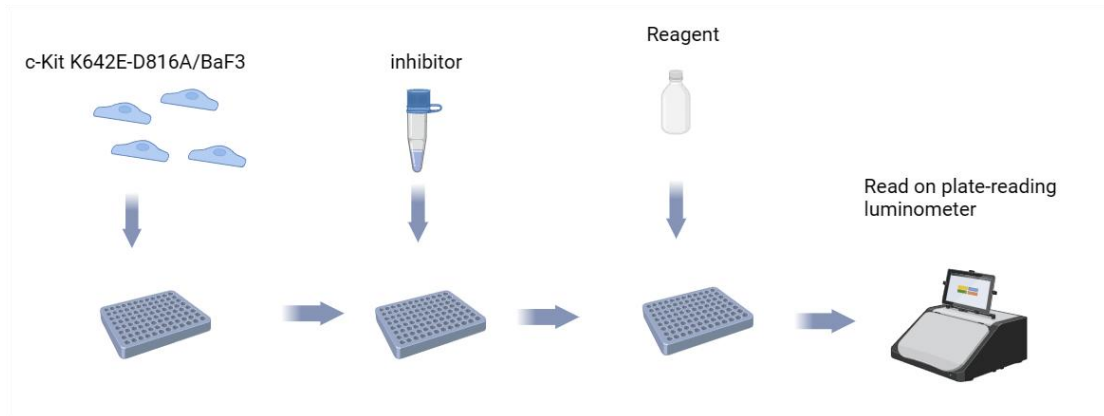 c-Kit K642E-D816A/BaF3
inhibitor
Reagent
Read on plate-reading
luminometer